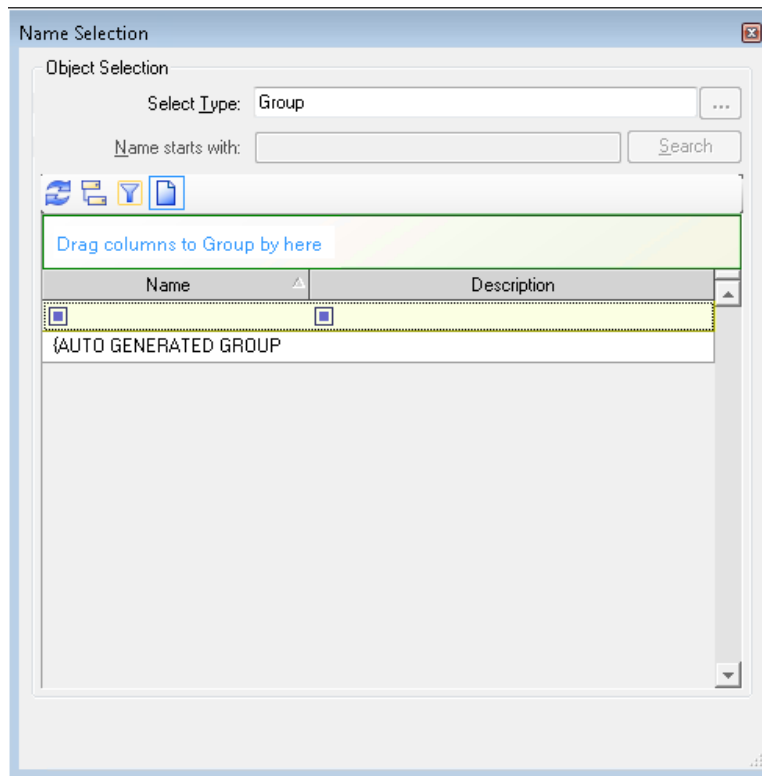 Name Selection
Object Selection
Select Type: Group ...
Name starts with: Search
Drag columns to Group by here
Name Description
{AUTO GENERATED GROUP